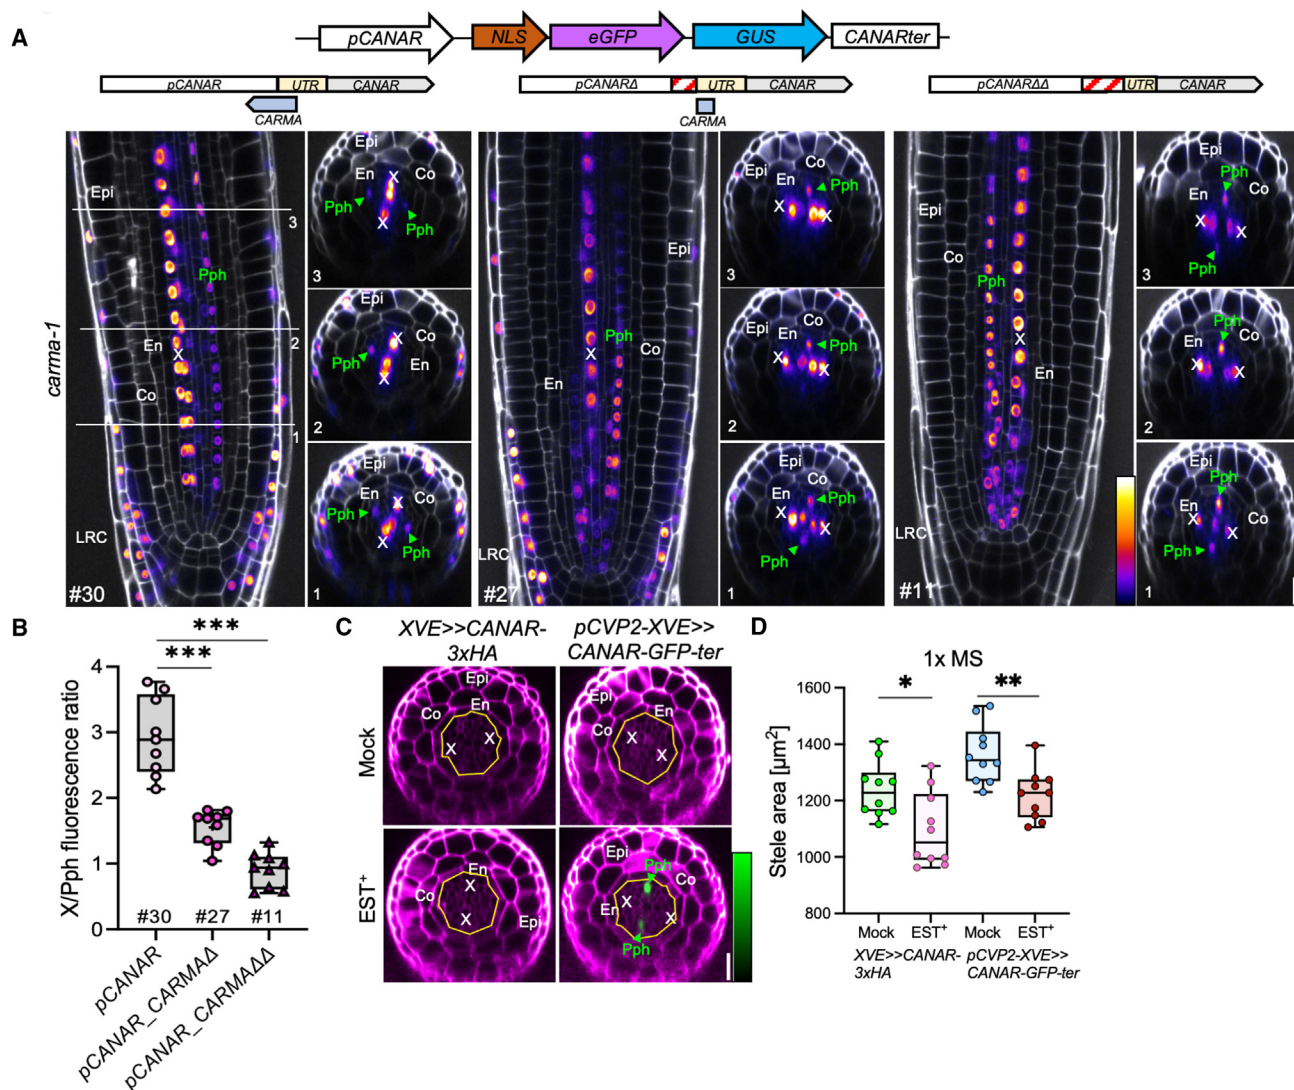 A
pCANAR NLS eGFP GUS CANARter
pCANAR UTR CANAR
CARMA
pCANARΔ UTR CANAR
CARMA
pCANARΔΔ UTR CANAR
carma-1
Epi
3
Pph
2
En
X
Co
1
LRC
#30
Epi
En X Co
Pph
X Pph
3
Epi
X Co
Pph En
X
2
Epi
En X Co
Pph
X Pph
1
Epi
Pph
X Co
En
LRC
#27
Epi
Co
En Pph
X X
3
Epi Co
En Pph
X X
2
Epi
Co
En Pph
X X
Pph
1
Epi
Co
Pph
X
En
LRC
#11
Epi
Pph
En Co
X X
Pph
3
Epi
Co
Pph
En
X X
2
Epi
Pph
En Co
X X
Pph
1
B
*** 
***
X/Pph fluorescence ratio
4
3
2
1
0
#30 #27 #11
pCANAR
pCANAR_CARMAΔ
pCANAR_CARMAΔΔ
C
XVE>>CANAR-
3xHA
pCVP2-XVE>>
CANAR-GFP-ter
Mock
Epi
Co En
X X
Epi
En
Co X
X
EST+
En
Co X
X Epi
Epi
Pph
Co
En X X
Pph
D
1x MS
* **
Stele area [µm²]
1600
1400
1200
1000
800
Mock EST+ Mock EST+
XVE>>CANAR-
3xHA
pCVP2-XVE>>
CANAR-GFP-ter